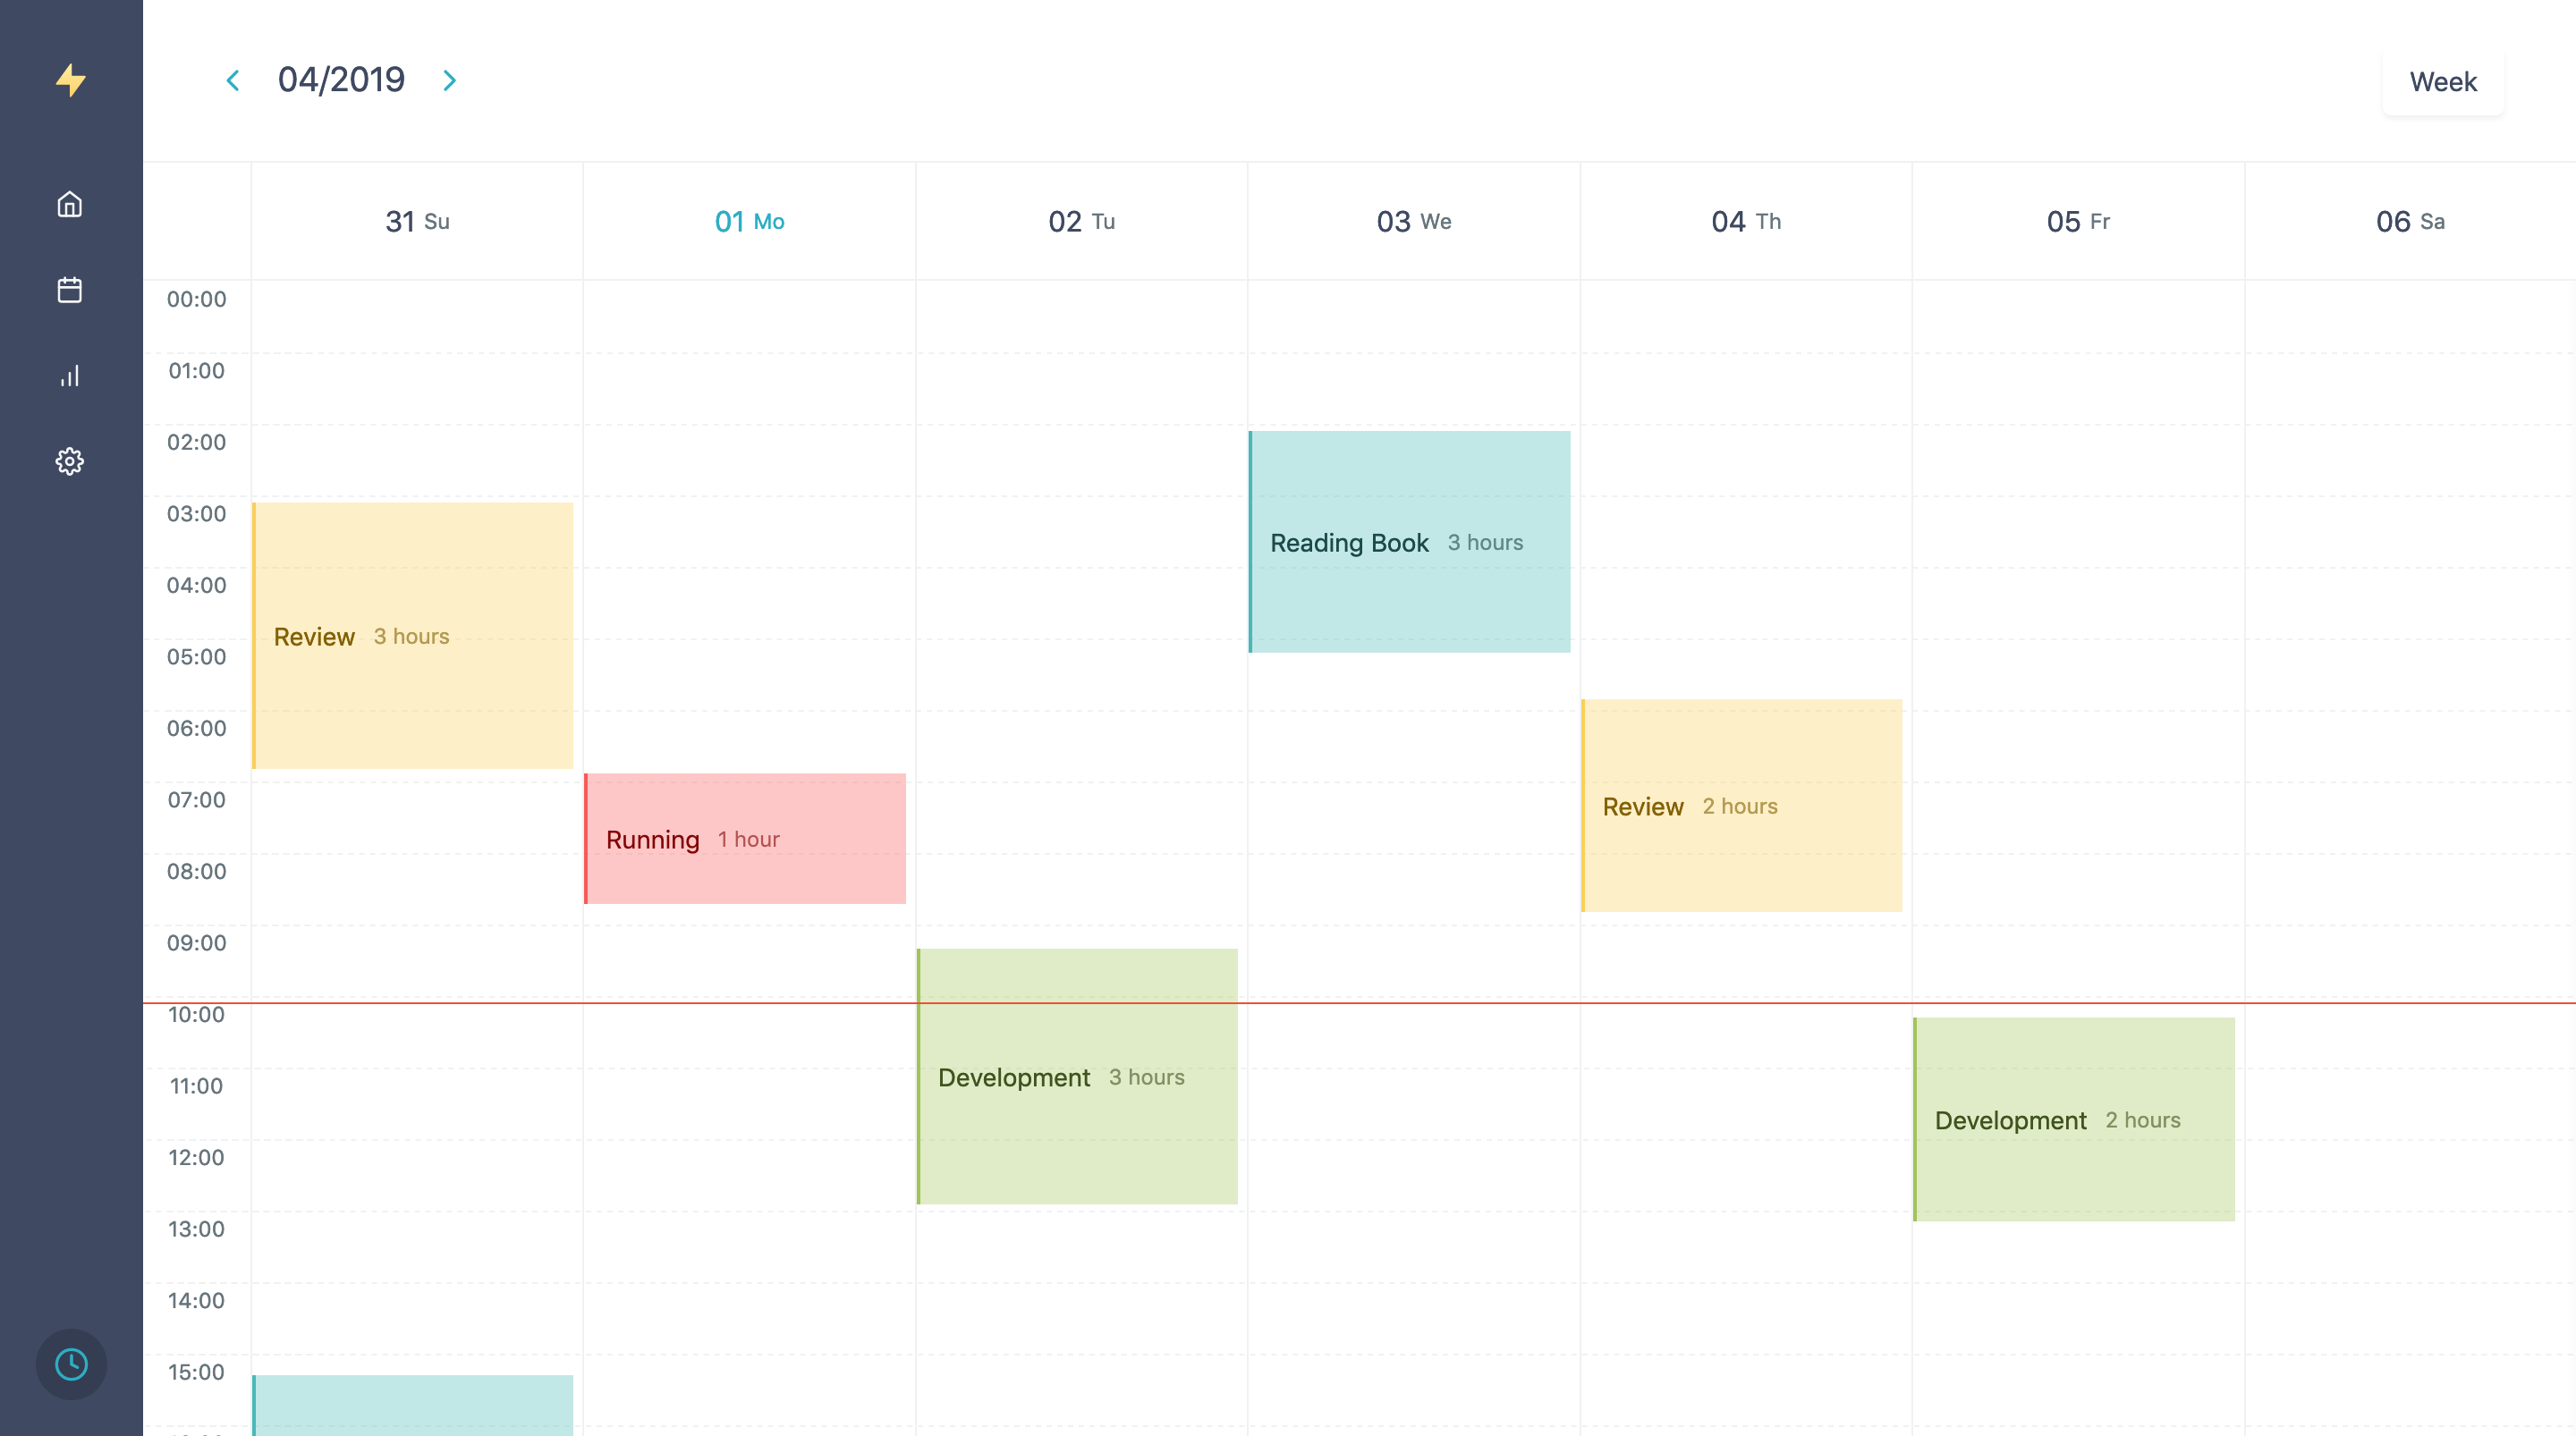 04/2019
Week
31 Su
01 Mo
02 Tu
03 We
04 Th
05 Fr
06 Sa
00:00
01:00
02:00
03:00
Reading Book 3 hours
04:00
Review 3 hours
05:00
06:00
07:00
Review 2 hours
Running 1 hour
08:00
09:00
10:00
Development 3 hours
11:00
Development 2 hours
12:00
13:00
14:00
15:00